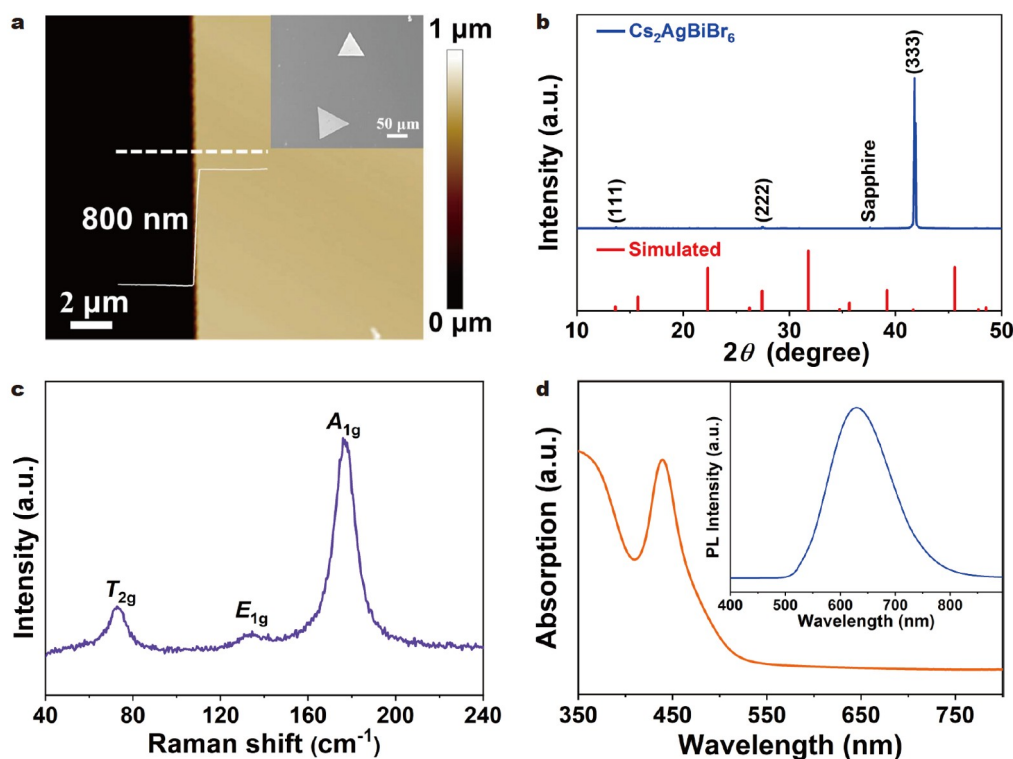 a
1 µm
50 µm
800 nm
2 µm
0 µm
b
Cs₂AgBiBr₆
(333)
(111)
(222)
Sapphire
Simulated
Intensity (a.u.)
10 20 30 40 50
2θ (degree)
c
A₁g
T₂g
E₁g
Intensity (a.u.)
40 80 120 160 200 240
Raman shift (cm⁻¹)
d
PL Intensity (a.u.)
400 500 600 700 800
Wavelength (nm)
Absorption (a.u.)
350 450 550 650 750
Wavelength (nm)